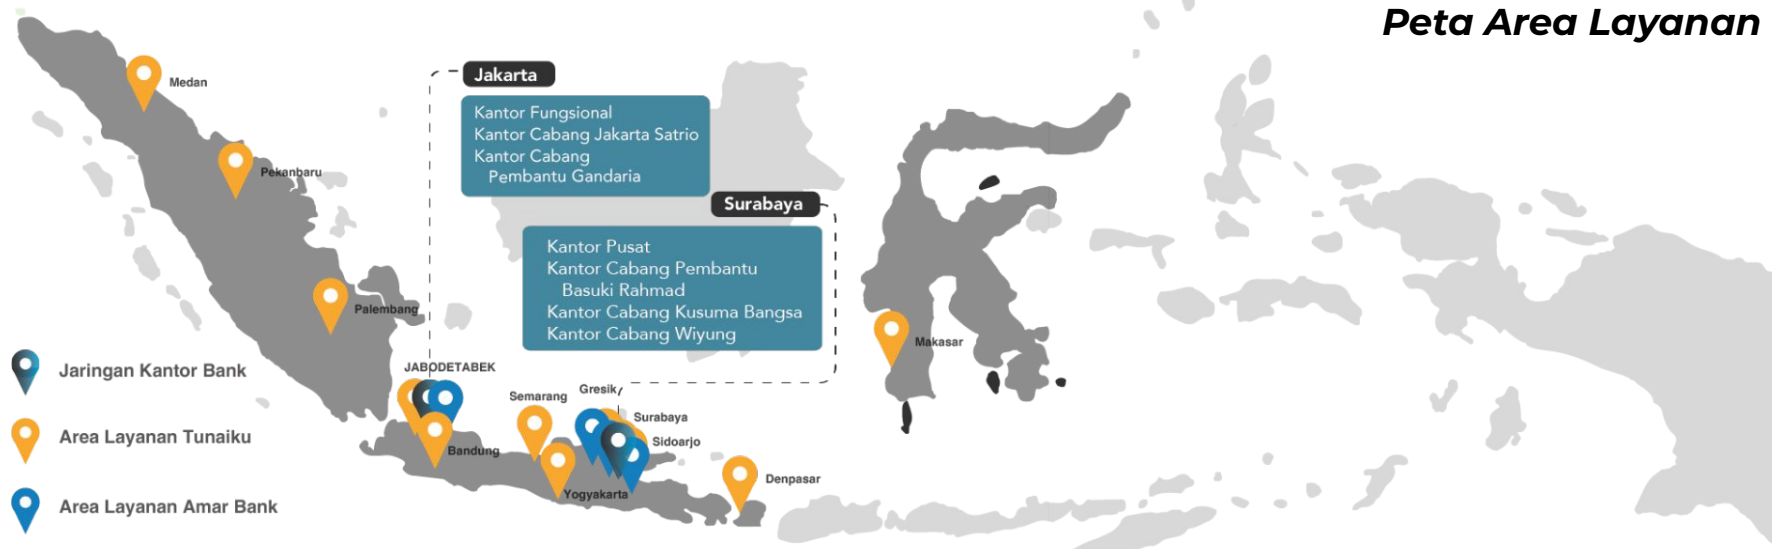 Peta Area Layanan
Medan
Pekanbaru
Palembang
Jakarta
Kantor Fungsional
Kantor Cabang Jakarta Satrio
Kantor Cabang
Pembantu Gandaria
Surabaya
Kantor Pusat
Kantor Cabang Pembantu
Basuki Rahmad
Kantor Cabang Kusuma Bangsa
Kantor Cabang Wiyung
Makasar
JABODETABEK
Bandung
Semarang
Yogyakarta
Gresik
Surabaya
Sidoarjo
Denpasar
Jaringan Kantor Bank
Area Layanan Tunaiku
Area Layanan Amar Bank